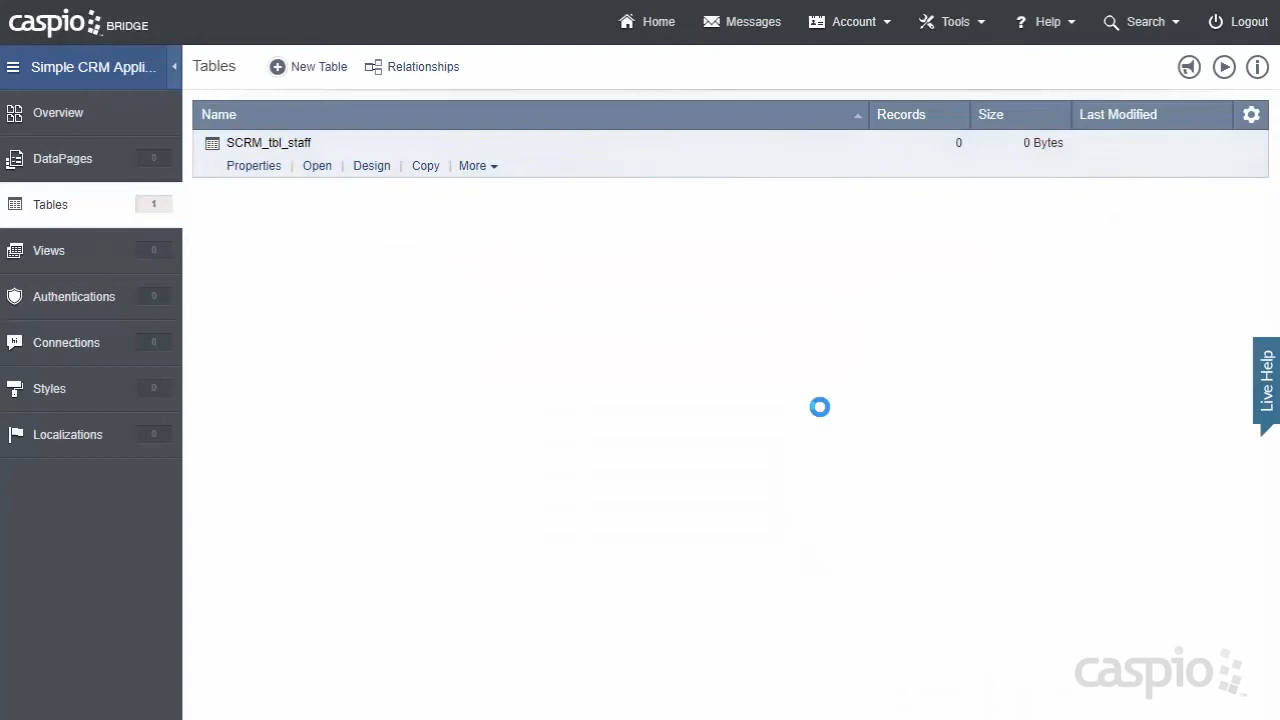 caspio BRIDGE
Home
Messages
Account
Tools
Help
Search
Logout
Simple CRM Appli...
Tables
New Table
Relationships
Overview
DataPages 0
Tables 1
Views 0
Authentications 0
Connections 0
Styles 0
Localizations 0
Name
Records
Size
Last Modified
SCRM_tbl_staff
0
0 Bytes
Properties | Open | Design | Copy | More
Live Help
caspio